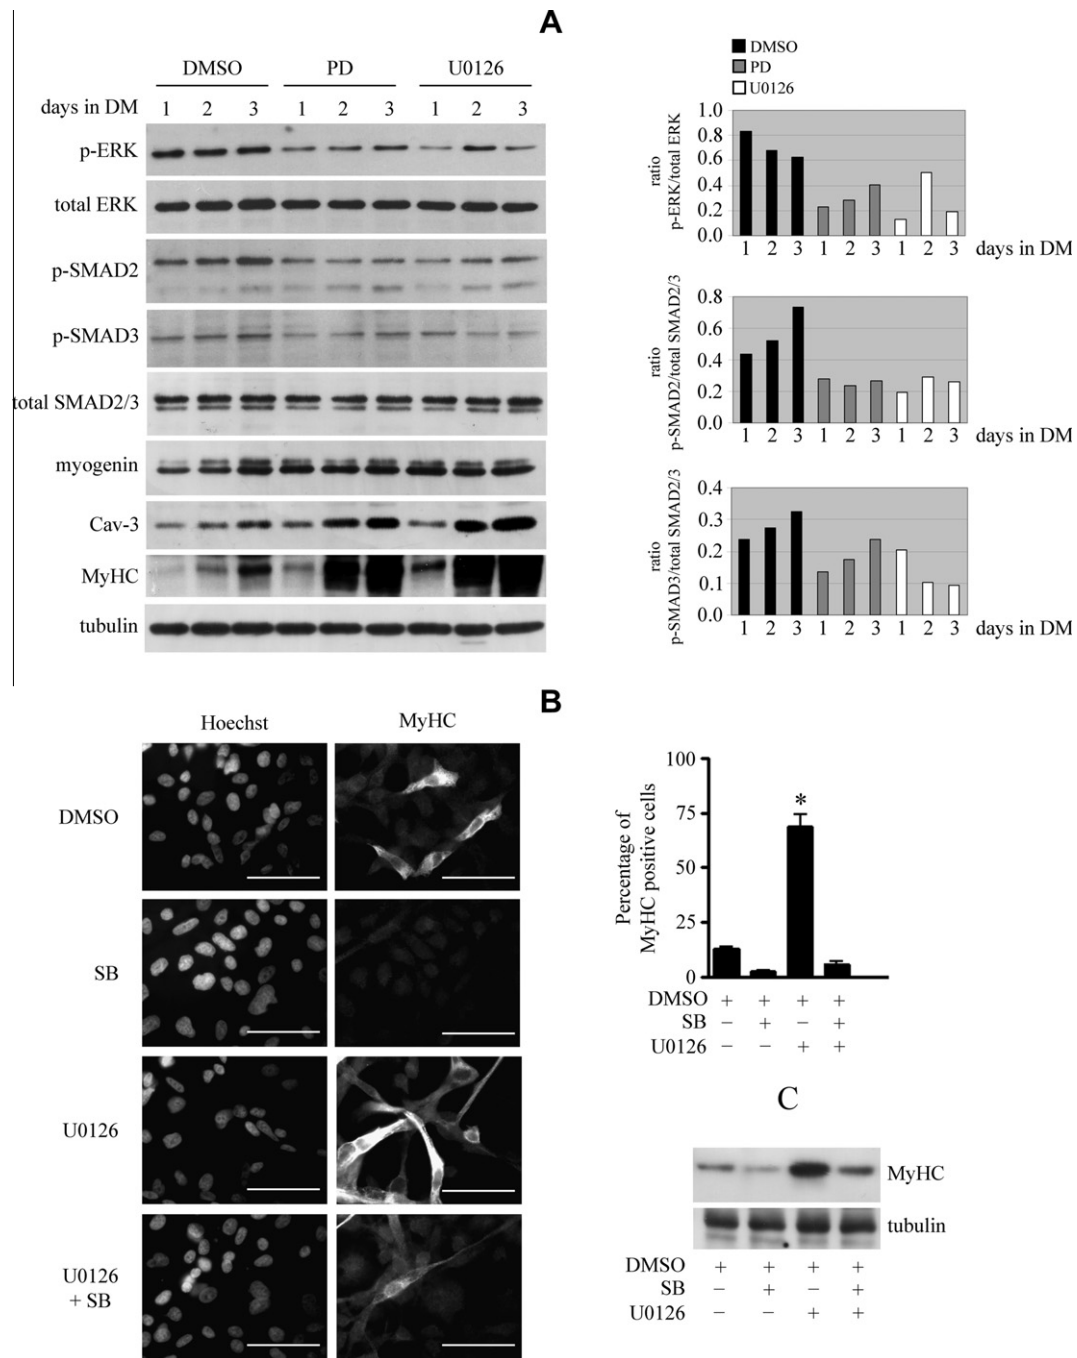 A
DMSO PD U0126
days in DM 1 2 3 1 2 3 1 2 3
p-ERK
total ERK
p-SMAD2
p-SMAD3
total SMAD2/3
myogenin
Cav-3
MyHC
tubulin
DMSO
PD
U0126
ratio
p-ERK/total ERK
1.0
0.8
0.6
0.4
0.2
0.0
1 2 3 1 2 3 1 2 3 days in DM
ratio
p-SMAD2/total SMAD2/3
0.8
0.6
0.4
0.2
0.0
1 2 3 1 2 3 1 2 3 days in DM
ratio
p-SMAD3/total SMAD2/3
0.4
0.3
0.2
0.1
0.0
1 2 3 1 2 3 1 2 3 days in DM
B
Hoechst MyHC
DMSO
SB
U0126
U0126
+ SB
Percentage of
MyHC positive cells
100
75
50
25
0
*
DMSO + + + +
SB − + − +
U0126 − − + +
C
MyHC
tubulin
DMSO + + + +
SB − + − +
U0126 − − + +